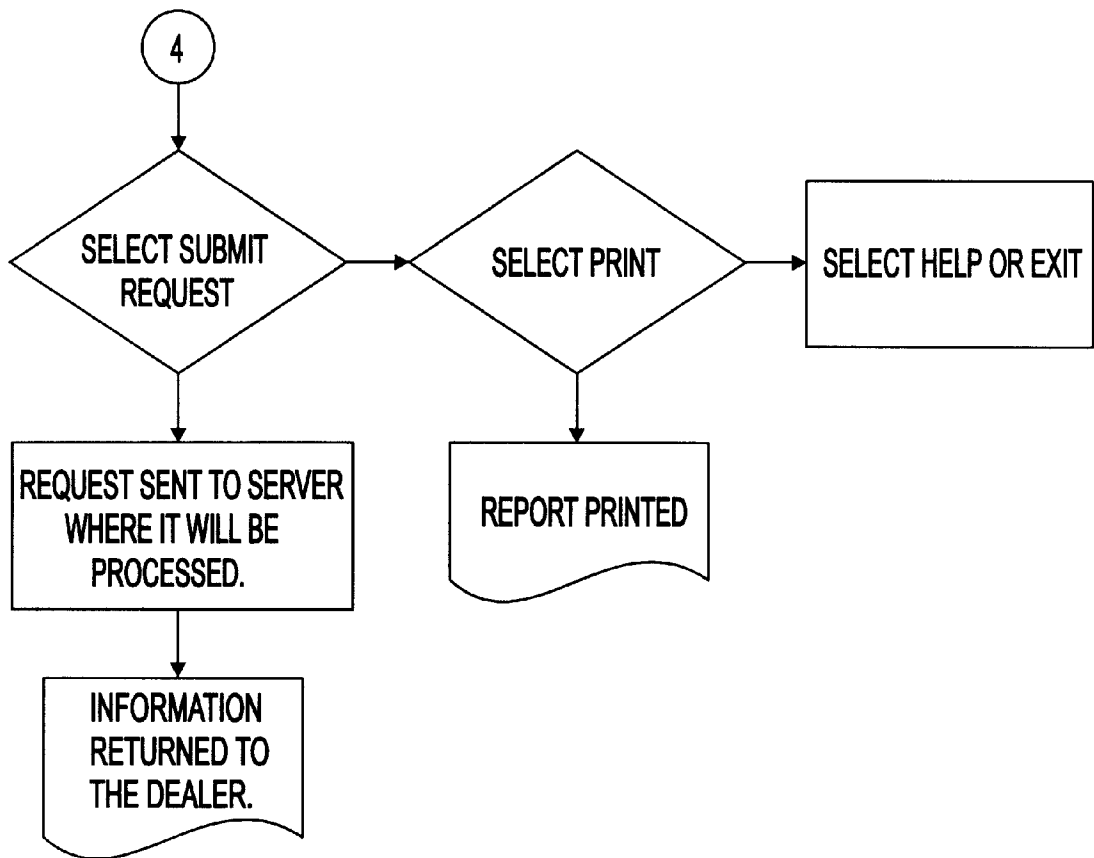 4
SELECT SUBMIT
REQUEST
SELECT PRINT
SELECT HELP OR EXIT
REQUEST SENT TO SERVER
WHERE IT WILL BE
PROCESSED.
REPORT PRINTED
INFORMATION
RETURNED TO
THE DEALER.